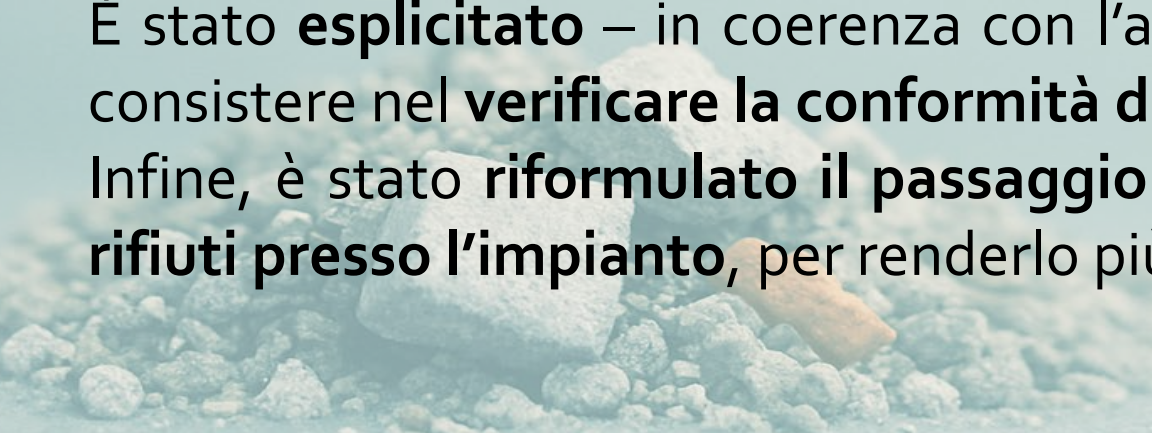 È stato esplicitato – in coerenza con l’a
consistere nel verificare la conformità d
Infine, è stato riformulato il passaggio
rifiuti presso l’impianto, per renderlo più